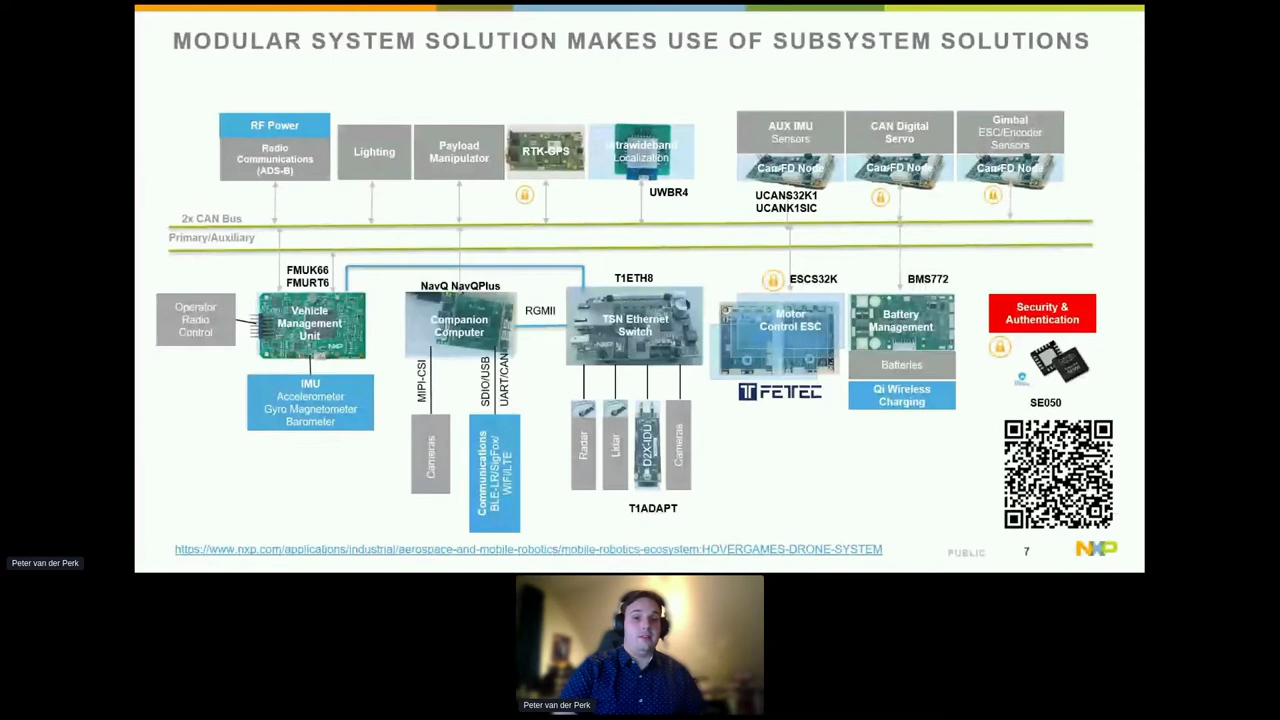 MODULAR SYSTEM SOLUTION MAKES USE OF SUBSYSTEM SOLUTIONS
RF Power
Radio
Communications
(ADS-B)
Lighting
Payload
Manipulator
RTK-GPS
Ultrawideband
Localization
UWBR4
AUX IMU
Sensors
Can-FD Node
UCANS32K1
UCANK1SIC
CAN Digital
Servo
Can-FD Node
Gimbal
ESC/Encoder
Sensors
Can-FD Node
2x CAN Bus
Primary/Auxiliary
FMUK66
FMURT6
Operator
Radio
Control
Vehicle
Management
Unit
IMU
Accelerometer
Gyro Magnetometer
Barometer
NavQ NavQPlus
Companion
Computer
RGMII
MIPI-CSI
SDIO/USB
UART/CAN
Cameras
Communications
BLE-LR/SigFox/
WIFI/LTE
T1ETH8
TSN Ethernet
Switch
Radar
Lidar
D2X-IDU
Cameras
T1ADAPT
ESCS32K
Motor
Control ESC
FETEC
BMS772
Battery
Management
Batteries
Qi Wireless
Charging
Security &
Authentication
SE050
https://www.nxp.com/applications/industrial/aerospace-and-mobile-robotics/mobile-robotics-ecosystem:HOVERGAMES-DRONE-SYSTEM
PUBLIC
7
NXP
Peter van der Perk
Peter van der Perk